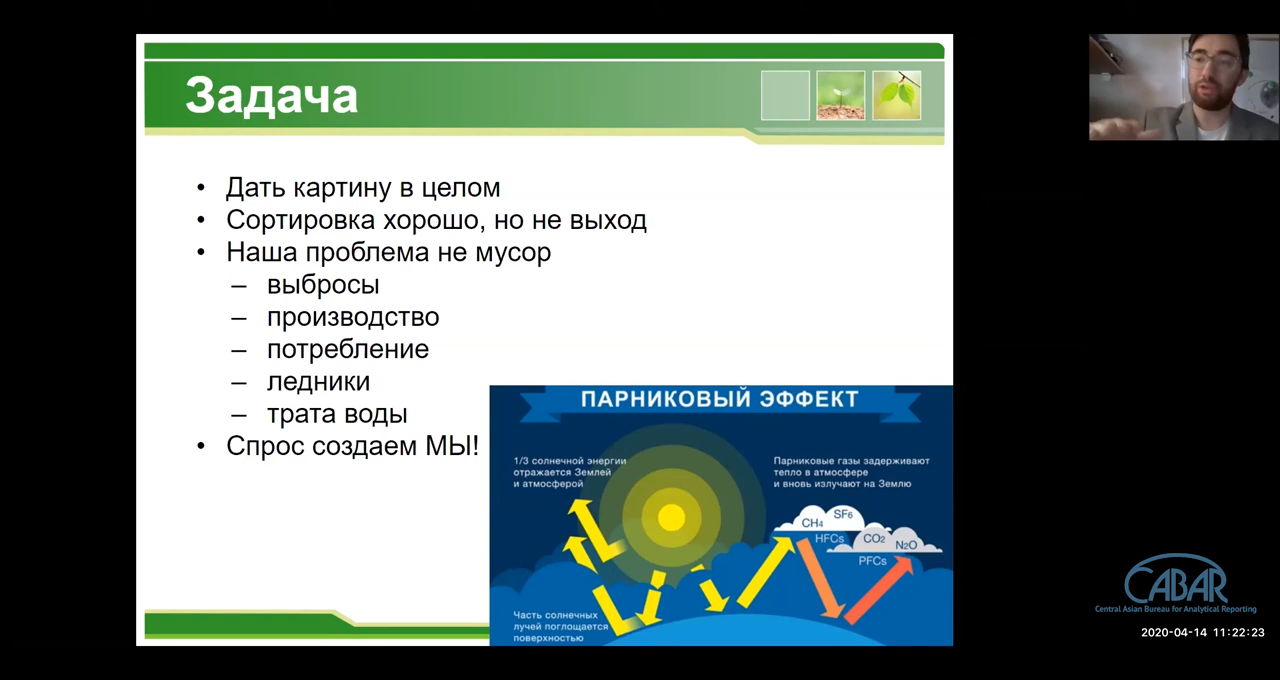 Задача
• Дать картину в целом
• Сортировка хорошо, но не выход
• Наша проблема не мусор
– выбросы
– производство
– потребление
– ледники
– трата воды
• Спрос создаем МЫ!
ПАРНИКОВЫЙ ЭФФЕКТ
1/3 солнечной энергии
отражается Землей
и атмосферой
Парниковые газы задерживают
тепло в атмосфере
и вновь излучают на Землю
CH4
SF6
HFCs
CO2
N2O
PFCs
Часть солнечных
лучей поглощается
поверхностью
CABAR
Central Asian Bureau for Analytical Reporting
2020-04-14 11:22:23